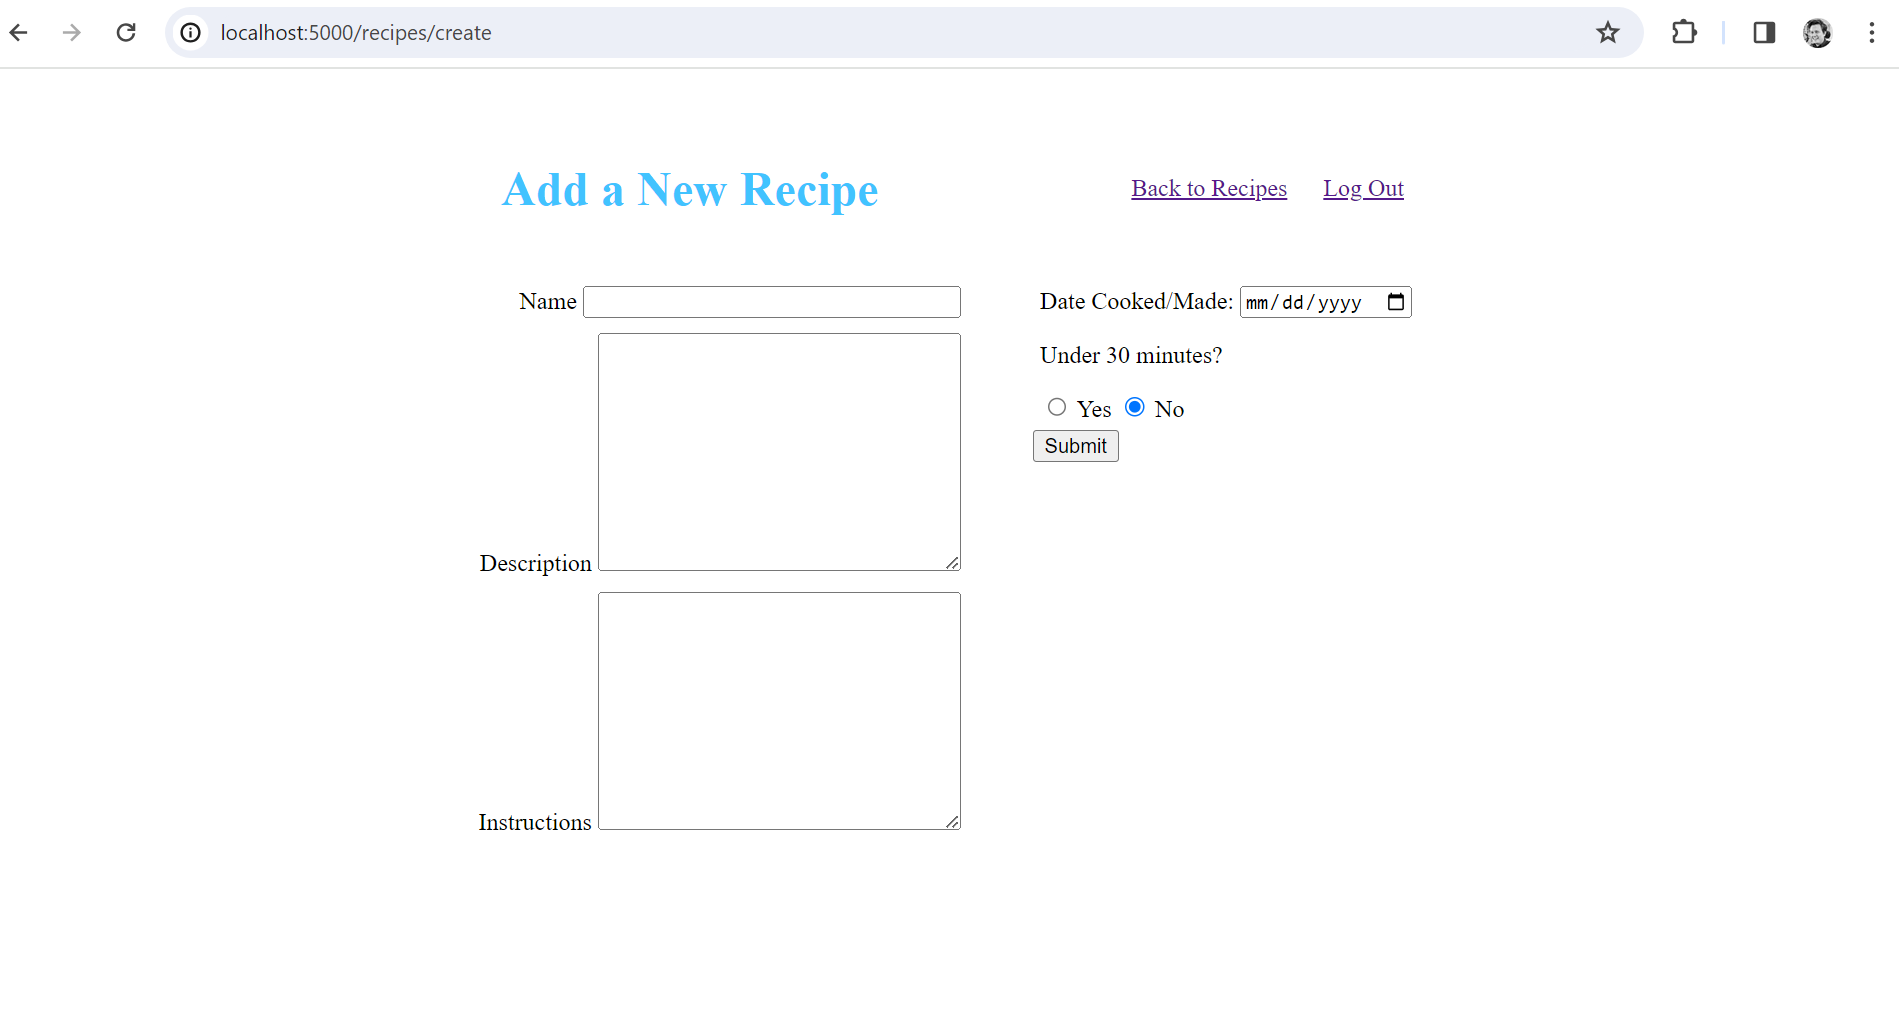 localhost:5000/recipes/create
Add a New Recipe
Back to Recipes Log Out
Name
Description
Instructions
Date Cooked/Made: mm/dd/yyyy
Under 30 minutes?
Yes No
Submit